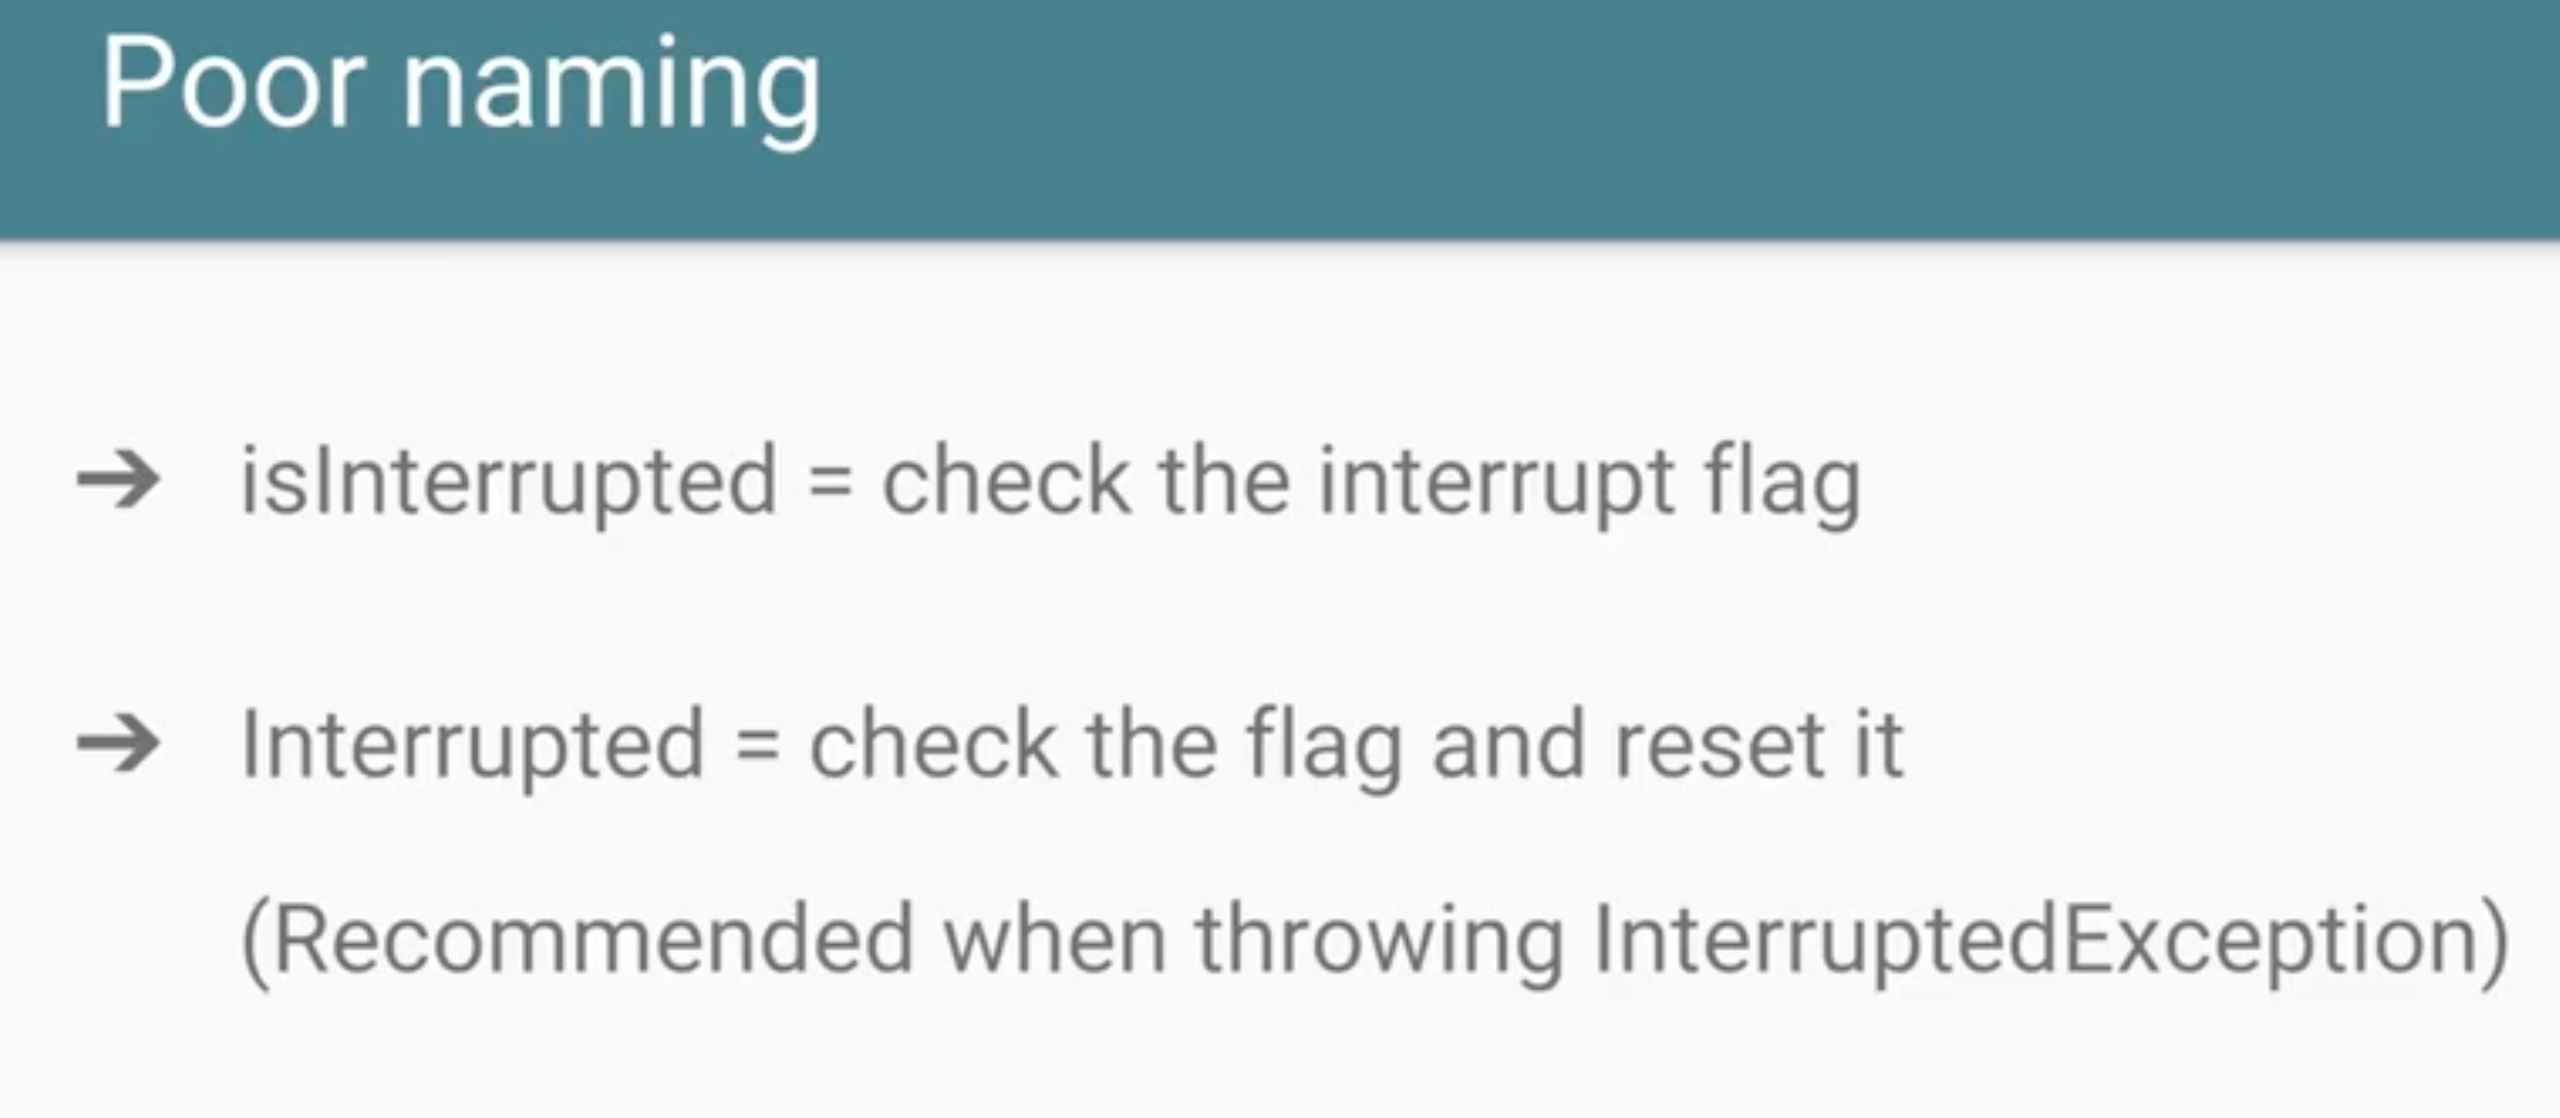 Poor naming
➔ isInterrupted = check the interrupt flag
➔ Interrupted = check the flag and reset it
(Recommended when throwing InterruptedException)